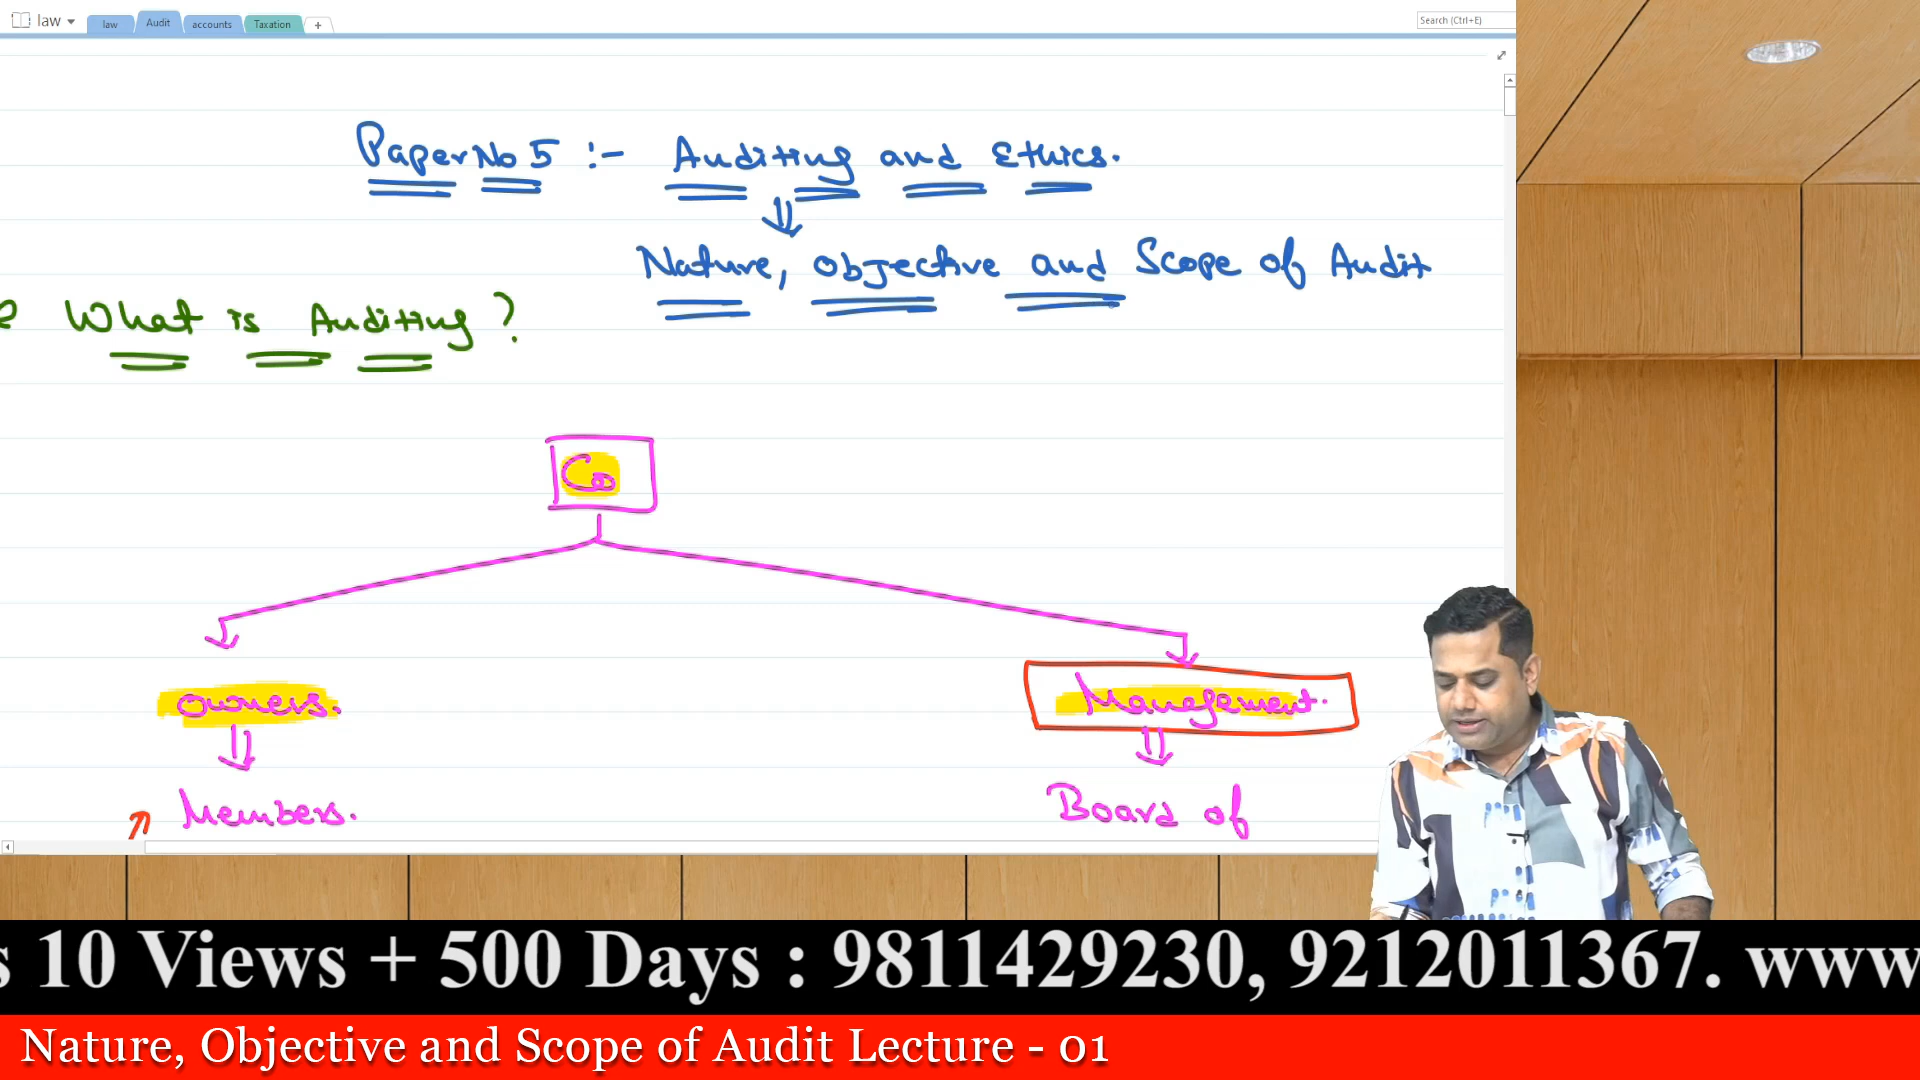 law
law Audit accounts Taxation +
Search (Ctrl+E)
Paper No 5 :- Auditing and Ethics.
Nature, Objective and Scope of Audit
What is Auditing?
Co
Owners.
Management.
Members.
Board of
s 10 Views + 500 Days : 9811429230, 9212011367. www
Nature, Objective and Scope of Audit Lecture - 01